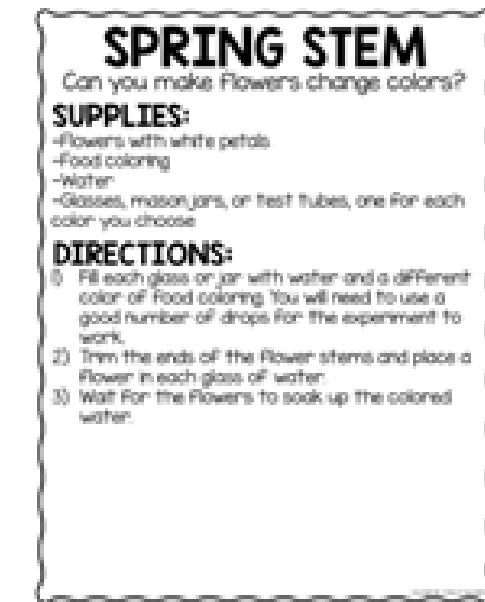 SPRING STEM
Can you make flowers change colors?
SUPPLIES:
-Flowers with white petals
-Food coloring
-Water
-Glasses, mason jars, or test tubes, one for each
color you choose
DIRECTIONS:
1) Fill each glass or jar with water and a different
color of food coloring. You will need to use a
good number of drops for the experiment to
work.
2) Trim the ends of the flower stems and place a
flower in each glass of water.
3) Wait for the flowers to soak up the colored
water.